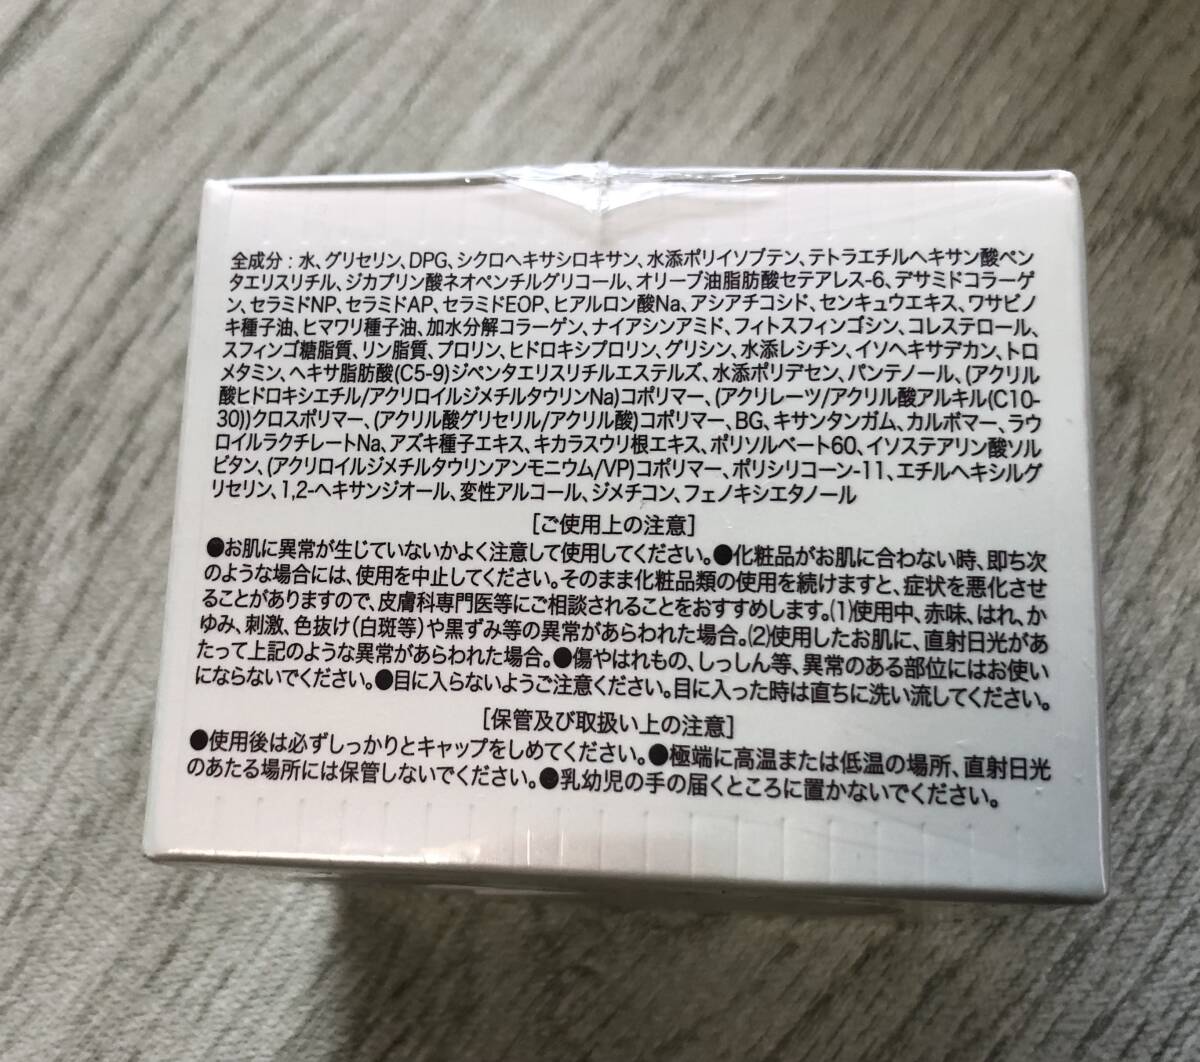 全成分：水、グリセリン、DPG、シクロヘキサシロキサン、水添ポリイソブテン、テトラエチルヘキサン酸ペン
タエリスリチル、ジカプリン酸ネオペンチルグリコール、オリーブ油脂肪酸セテアレス-6、デサミドコラーゲ
ン、セラミドNP、セラミドAP、セラミドEOP、ヒアルロン酸Na、アシアチコシド、センキュウエキス、ワサビノ
キ種子油、ヒマワリ種子油、加水分解コラーゲン、ナイアシンアミド、フィトスフィンゴシン、コレステロール、
スフィンゴ糖脂質、リン脂質、プロリン、ヒドロキシプロリン、グリシン、水添レシチン、イソヘキサデカン、トロ
メタミン、ヘキサ脂肪酸(C5-9)ジペンタエリスリチルエステルズ、水添ポリデセン、パンテノール、(アクリル
酸ヒドロキシエチル/アクリロイルジメチルタウリンNa)コポリマー、(アクリレーツ/アクリル酸アルキル(C10-
30))クロスポリマー、(アクリル酸グリセリル/アクリル酸)コポリマー、BG、キサンタンガム、カルボマー、ラウ
ロイルラクチレートNa、アズキ種子エキス、キカラスウリ根エキス、ポリソルベート60、イソステアリン酸ソル
ビタン、(アクリロイルジメチルタウリンアンモニウム/VP)コポリマー、ポリシリコーン-11、エチルヘキシルグ
リセリン、1,2-ヘキサンジオール、変性アルコール、ジメチコン、フェノキシエタノール
[ご使用上の注意]
●お肌に異常が生じていないかよく注意して使用してください。●化粧品がお肌に合わない時、即ち次
のような場合には、使用を中止してください。そのまま化粧品類の使用を続けますと、症状を悪化させ
ることがありますので、皮膚科専門医等にご相談されることをおすすめします。(1)使用中、赤味、はれ、か
ゆみ、刺激、色抜け(白斑等)や黒ずみ等の異常があらわれた場合。(2)使用したお肌に、直射日光があ
たって上記のような異常があらわれた場合。●傷やはれもの、しっしん等、異常のある部位にはお使い
にならないでください。●目に入らないようご注意ください。目に入った時は直ちに洗い流してください。
[保管及び取扱い上の注意]
●使用後は必ずしっかりとキャップをしめてください。●極端に高温または低温の場所、直射日光
のあたる場所には保管しないでください。●乳幼児の手の届くところに置かないでください。